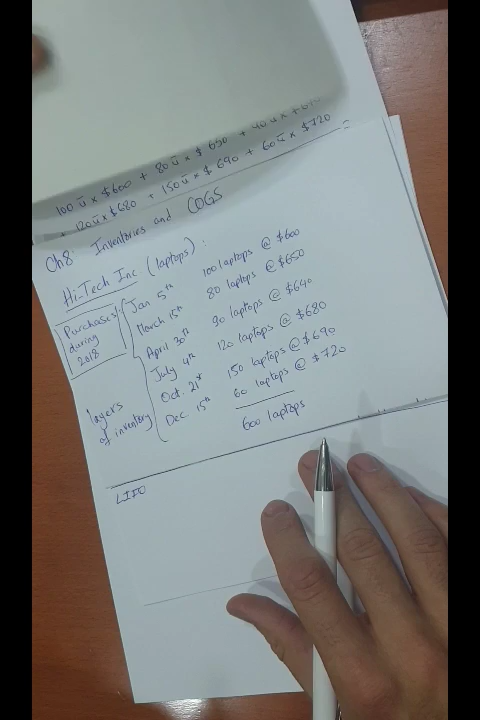 100 ū x $600 + 80 ū x $650 + 40 ū x
120 ū x $680 + 150 ū x $690 + 60 ū x $720 =
Ch8: Inventories and COGS
Hi-Tech Inc. (laptops):
Purchases during 2018:
Jan 5th 100 laptops @ $600
March 15th 80 laptops @ $650
April 30th 90 laptops @ $640
July 4th 120 laptops @ $680
Oct. 21st 150 laptops @ $690
Dec. 15th 60 laptops @ $720
600 laptops
layers of inventory
LIFO